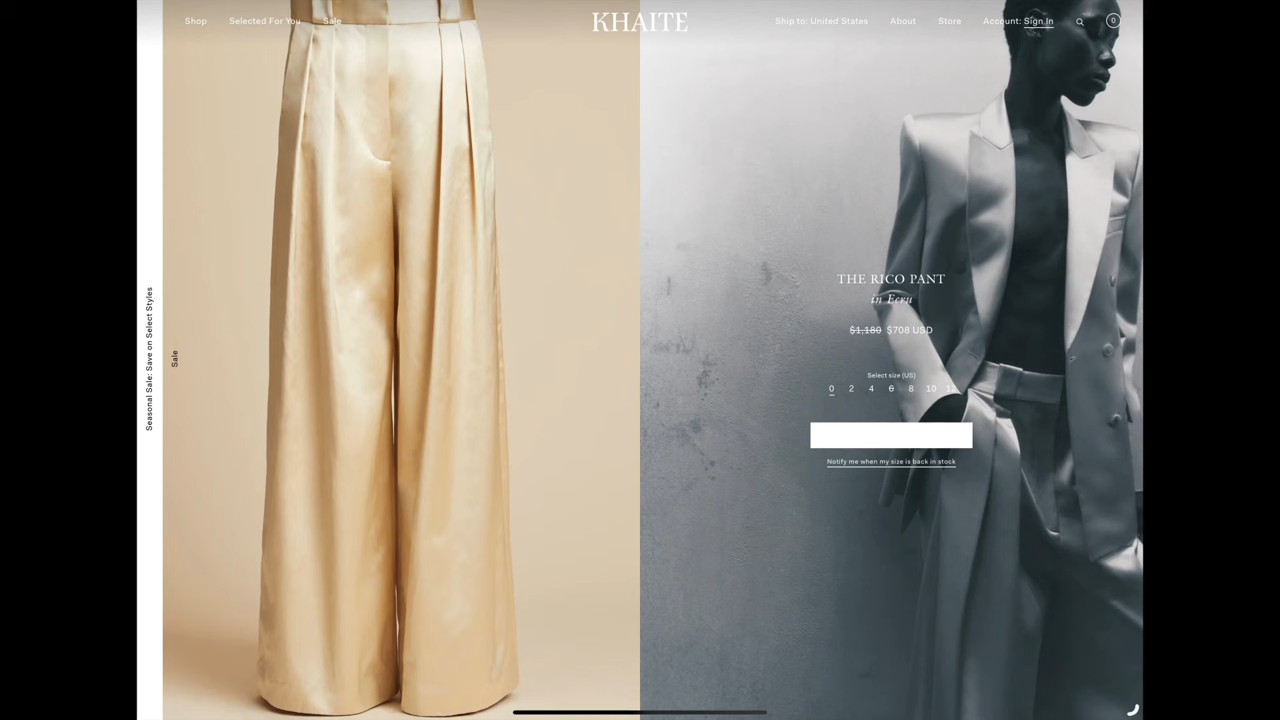 Shop
Selected For You
Sale
KHAITE
Ship to: United States
About
Store
Account: Sign In
0
Seasonal Sale: Save on Select Styles
Sale
THE RICO PANT
in Ecru
$1,180 $708 USD
Select size (US)
0 2 4 6 8 10 12
Notify me when my size is back in stock